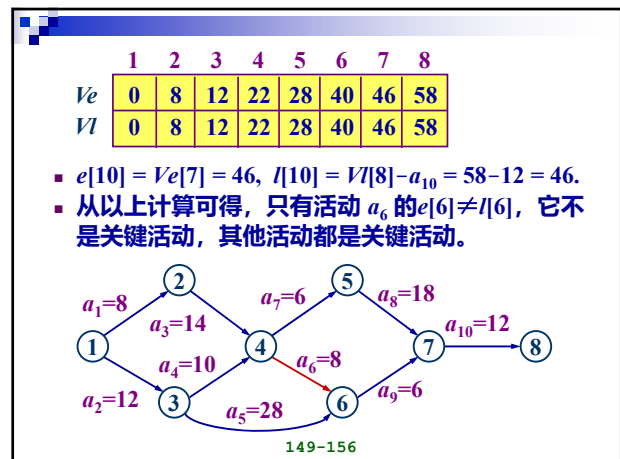 1 2 3 4 5 6 7 8
Ve 0 8 12 22 28 40 46 58
Vl 0 8 12 22 28 40 46 58
e[10] = Ve[7] = 46, l[10] = Vl[8]-a10 = 58-12 = 46.
从以上计算可得，只有活动 a6 的e[6]≠l[6]，它不
是关键活动，其他活动都是关键活动。
2 5
a1=8 a7=6 a8=18
a3=14 a10=12
1 4 7 8
a4=10 a6=8
a2=12 3 a5=28 6 a9=6
149-156